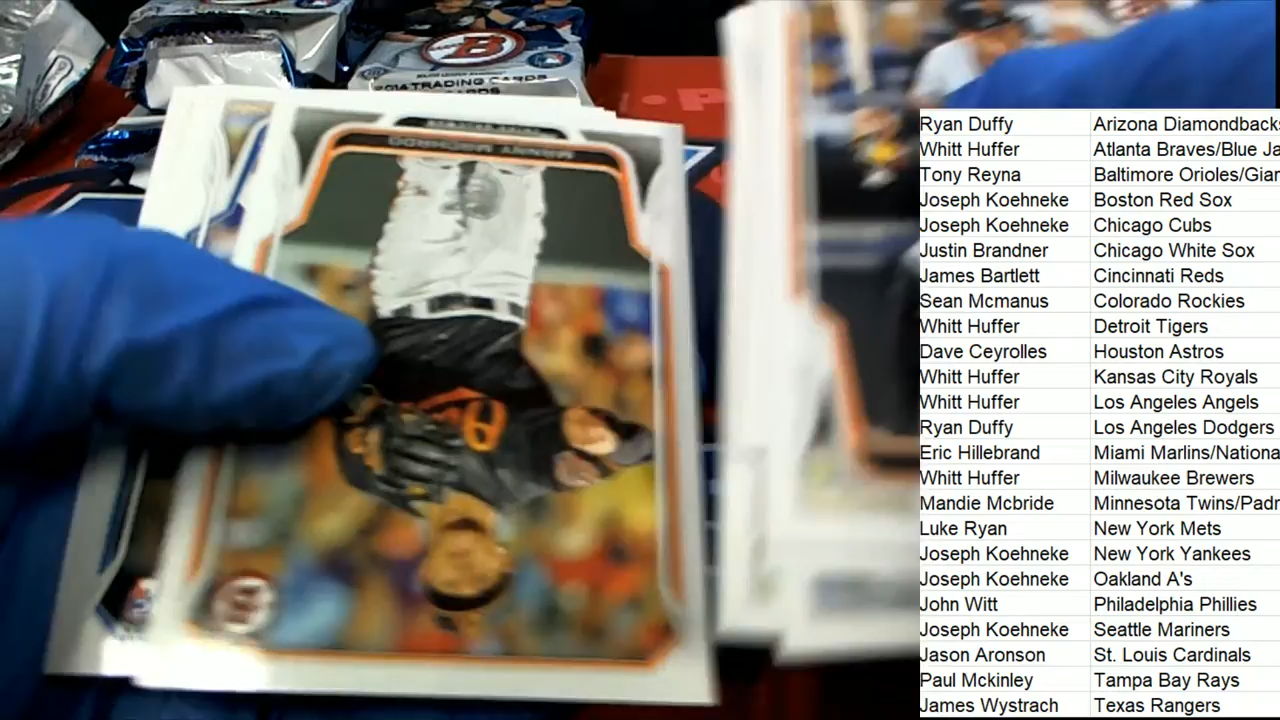 B
2014 TRADING CARDS
CARDS
MANNY MACHADO
B
Ryan Duffy Arizona Diamondbacks
Whitt Huffer Atlanta Braves/Blue Ja
Tony Reyna Baltimore Orioles/Gian
Joseph Koehneke Boston Red Sox
Joseph Koehneke Chicago Cubs
Justin Brandner Chicago White Sox
James Bartlett Cincinnati Reds
Sean Mcmanus Colorado Rockies
Whitt Huffer Detroit Tigers
Dave Ceyrolles Houston Astros
Whitt Huffer Kansas City Royals
Whitt Huffer Los Angeles Angels
Ryan Duffy Los Angeles Dodgers
Eric Hillebrand Miami Marlins/Nationa
Whitt Huffer Milwaukee Brewers
Mandie Mcbride Minnesota Twins/Padr
Luke Ryan New York Mets
Joseph Koehneke New York Yankees
Joseph Koehneke Oakland A's
John Witt Philadelphia Phillies
Joseph Koehneke Seattle Mariners
Jason Aronson St. Louis Cardinals
Paul Mckinley Tampa Bay Rays
James Wystrach Texas Rangers